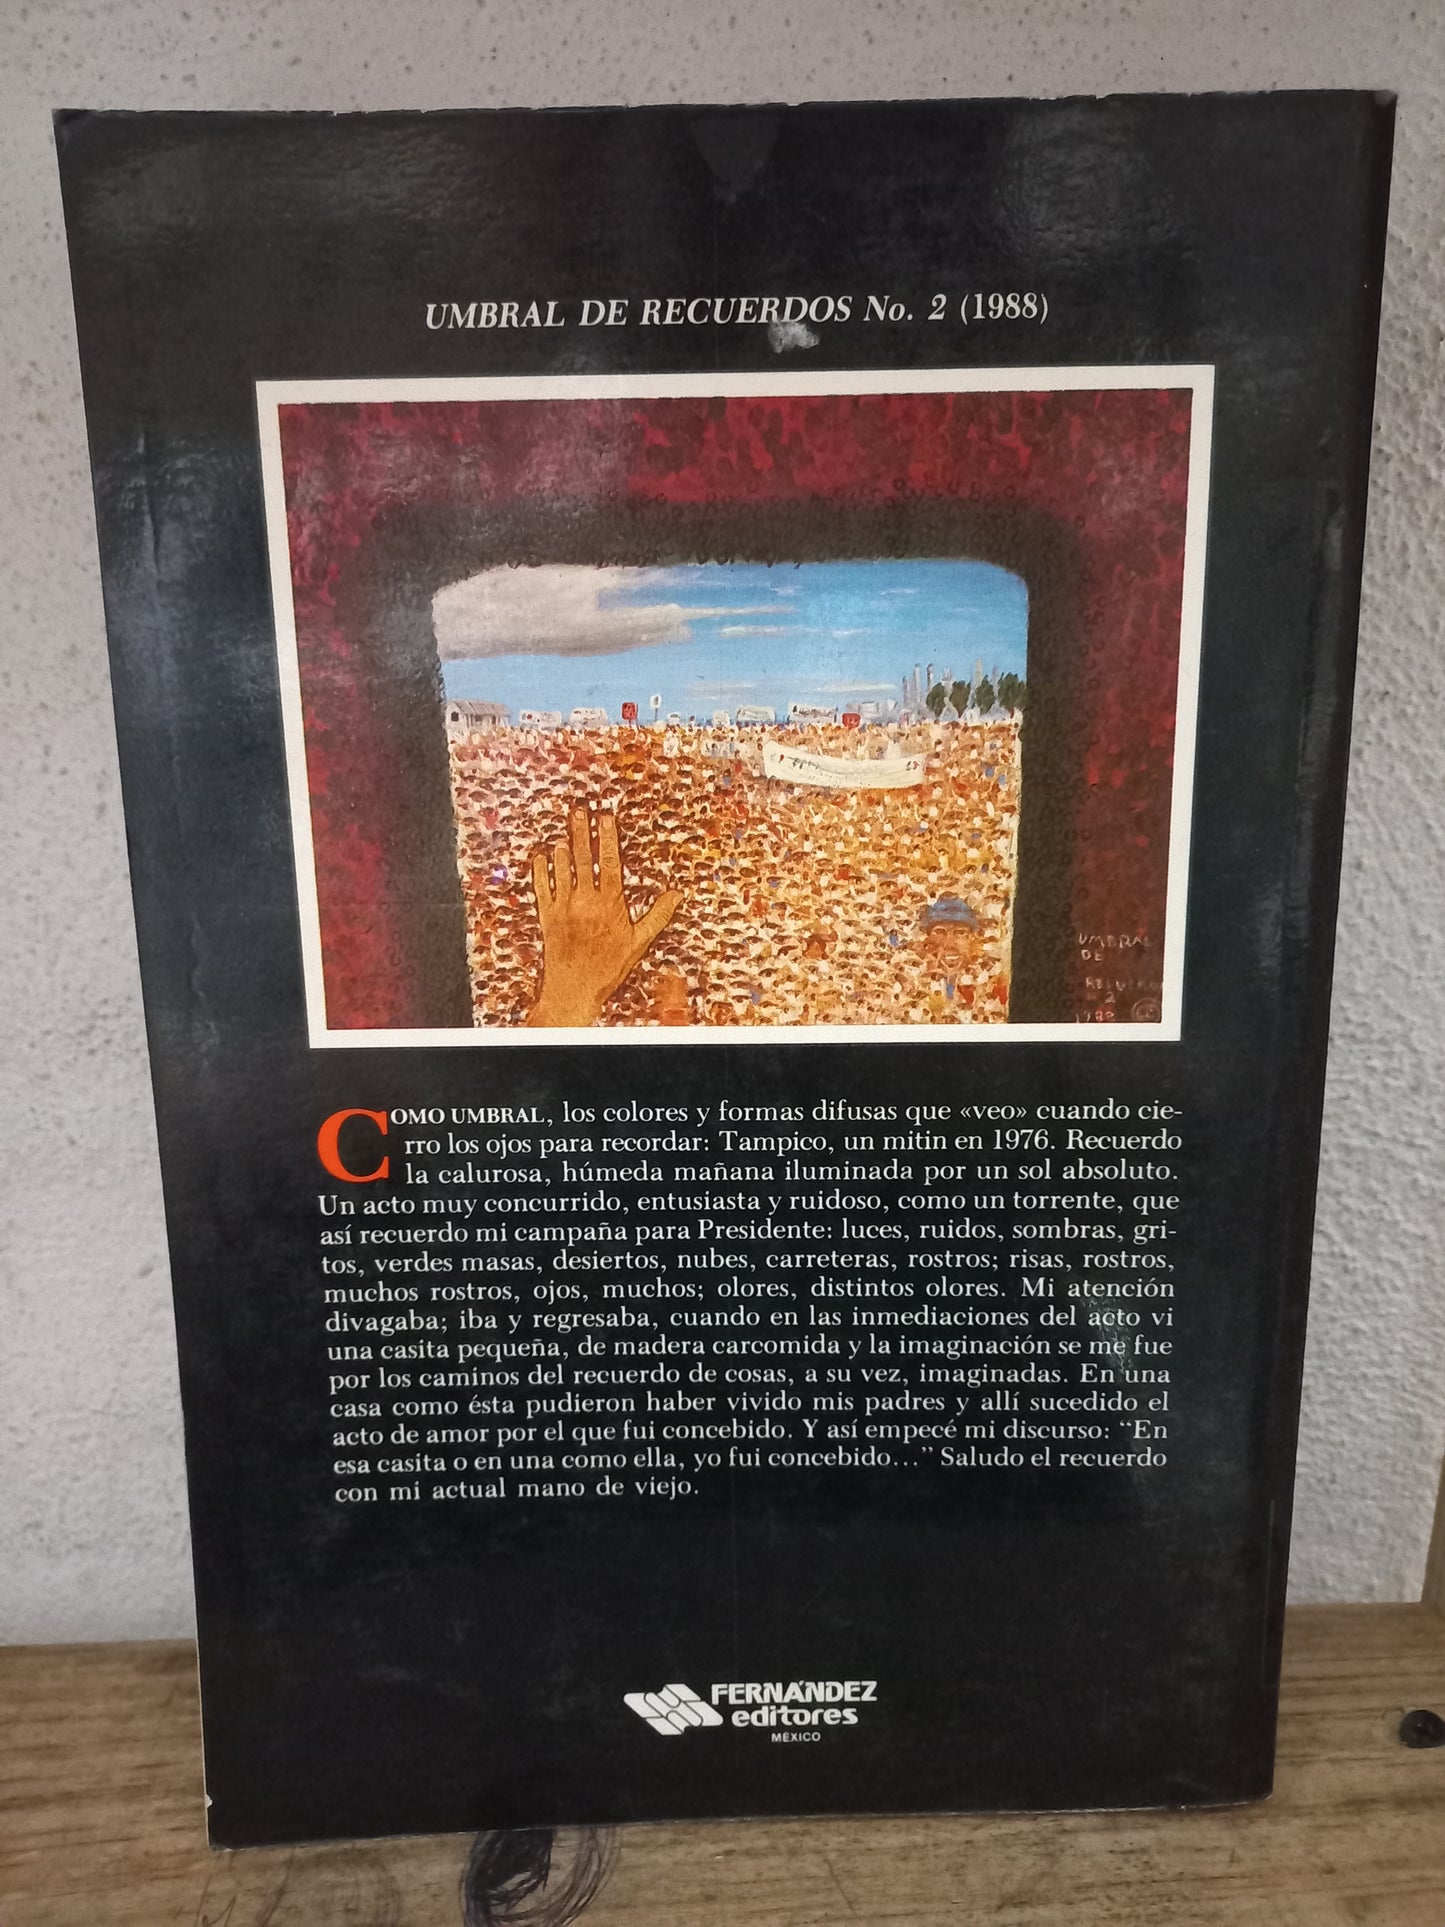 UMBRAL DE RECUERDOS No. 2 (1988)
UMBRAL
DE
1988
COMO UMBRAL, los colores y formas difusas que «veo» cuando cie-
rro los ojos para recordar: Tampico, un mitin en 1976. Recuerdo
la calurosa, húmeda mañana iluminada por un sol absoluto.
Un acto muy concurrido, entusiasta y ruidoso, como un torrente, que
así recuerdo mi campaña para Presidente: luces, ruidos, sombras, gri-
tos, verdes masas, desiertos, nubes, carreteras, rostros; risas, rostros,
muchos rostros, ojos, muchos; olores, distintos olores. Mi atención
divagaba; iba y regresaba, cuando en las inmediaciones del acto vi
una casita pequeña, de madera carcomida y la imaginación se me fue
por los caminos del recuerdo de cosas, a su vez, imaginadas. En una
casa como ésta pudieron haber vivido mis padres y allí sucedido el
acto de amor por el que fui concebido. Y así empecé mi discurso: “En
esa casita o en una como ella, yo fui concebido...” Saludo el recuerdo
con mi actual mano de viejo.
FERNÁNDEZ
editores
MEXICO